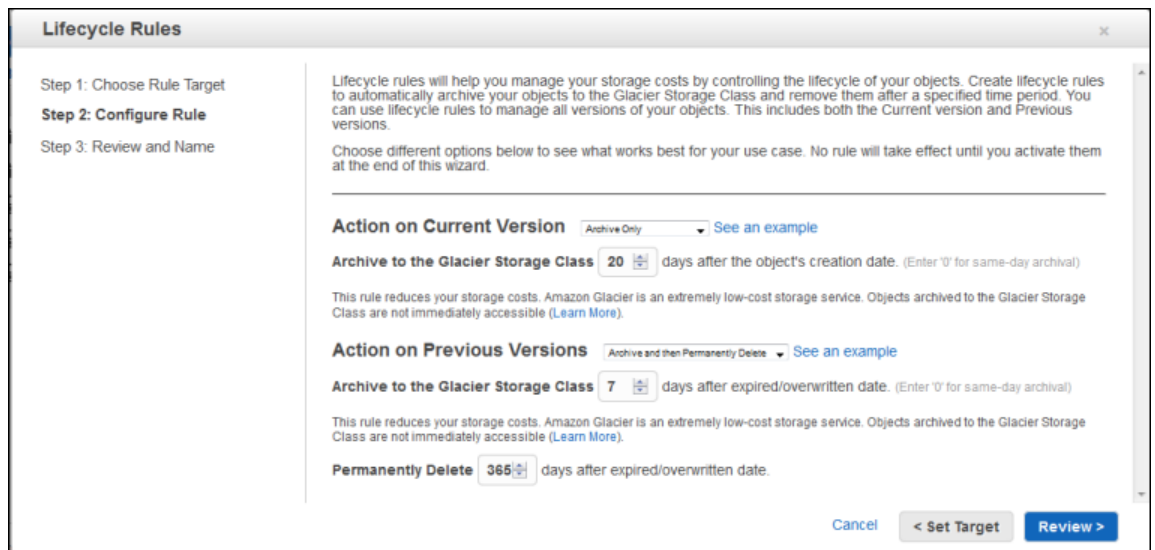 Lifecycle Rules
×
Step 1: Choose Rule Target
Step 2: Configure Rule
Step 3: Review and Name
Lifecycle rules will help you manage your storage costs by controlling the lifecycle of your objects. Create lifecycle rules
to automatically archive your objects to the Glacier Storage Class and remove them after a specified time period. You
can use lifecycle rules to manage all versions of your objects. This includes both the Current version and Previous
versions.
Choose different options below to see what works best for your use case. No rule will take effect until you activate them
at the end of this wizard.
Action on Current Version Archive Only See an example
Archive to the Glacier Storage Class 20 days after the object's creation date. (Enter '0' for same-day archival)
This rule reduces your storage costs. Amazon Glacier is an extremely low-cost storage service. Objects archived to the Glacier Storage
Class are not immediately accessible (Learn More).
Action on Previous Versions Archive and then Permanently Delete See an example
Archive to the Glacier Storage Class 7 days after expired/overwritten date. (Enter '0' for same-day archival)
This rule reduces your storage costs. Amazon Glacier is an extremely low-cost storage service. Objects archived to the Glacier Storage
Class are not immediately accessible (Learn More).
Permanently Delete 365 days after expired/overwritten date.
Cancel < Set Target Review >